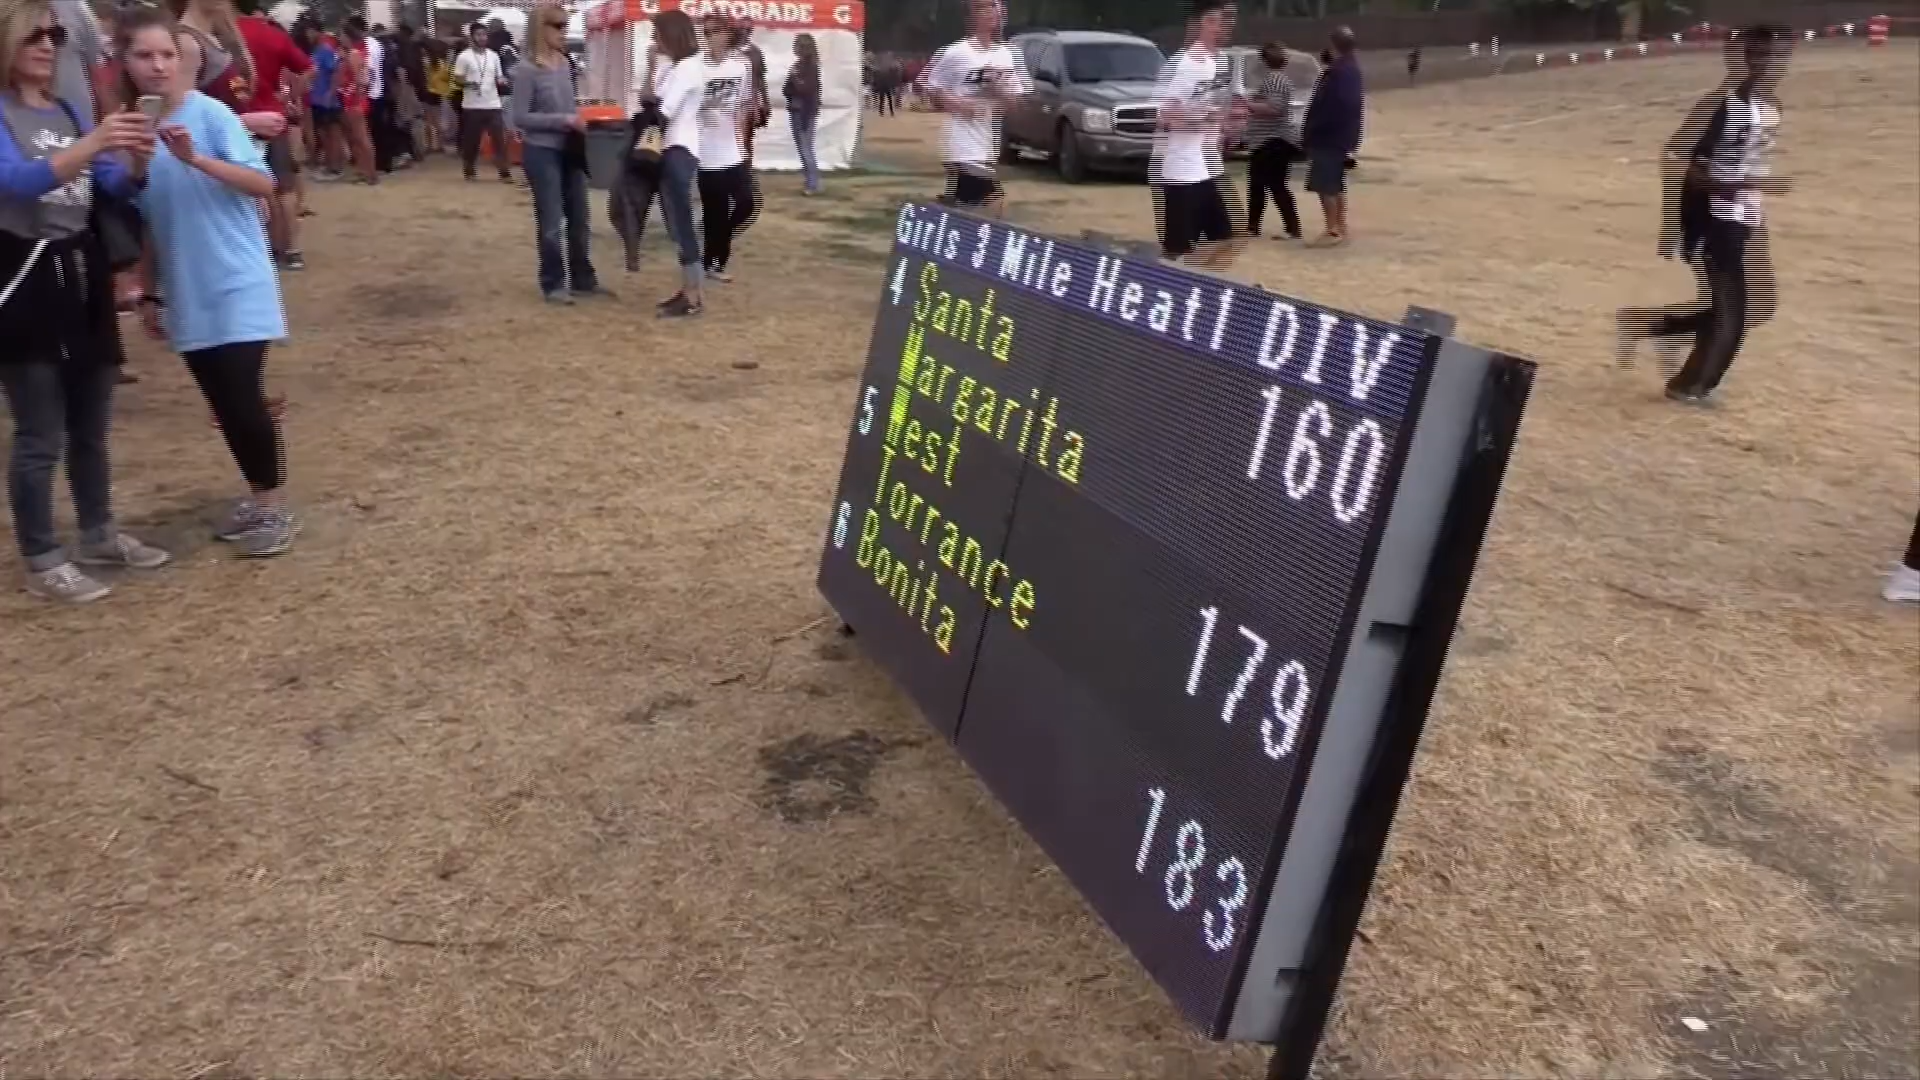 G GATORADE G
Girls 3 Mile Heat1 DIV
4 Santa Margarita 160
5 West Torrance 179
6 Bonita 183